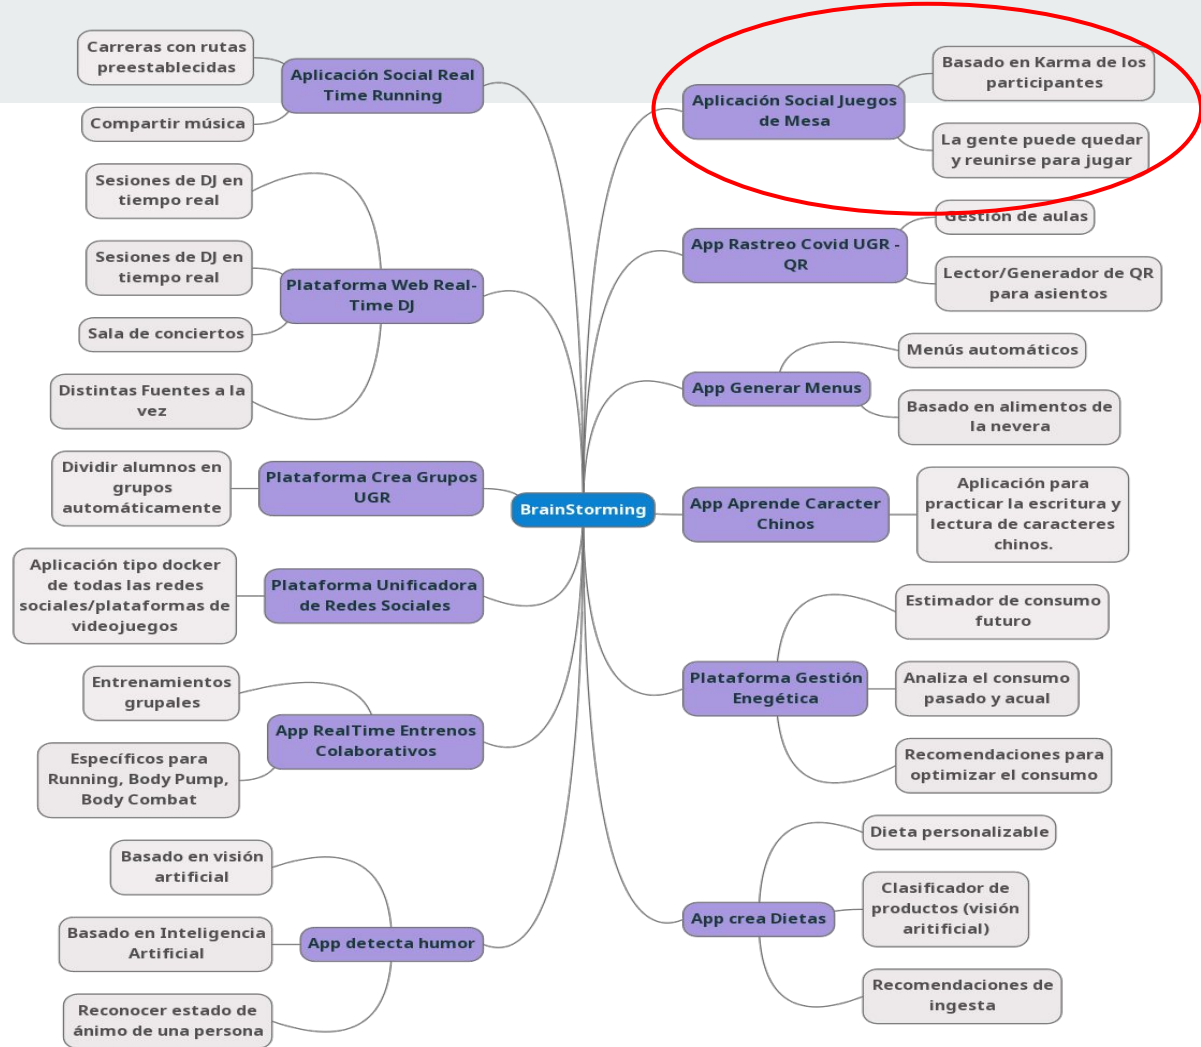 Carreras con rutas
preestablecidas
Aplicación Social Real
Time Running
Compartir música
Sesiones de DJ en
tiempo real
Sesiones de DJ en
tiempo real
Plataforma Web Real-
Time DJ
Sala de conciertos
Distintas Fuentes a la
vez
Dividir alumnos en
grupos
automáticamente
Plataforma Crea Grupos
UGR
Aplicación tipo docker
de todas las redes
sociales/plataformas de
videojuegos
Plataforma Unificadora
de Redes Sociales
Entrenamientos
grupales
App RealTime Entrenos
Colaborativos
Específicos para
Running, Body Pump,
Body Combat
Basado en visión
artificial
Basado en Inteligencia
Artificial
App detecta humor
Reconocer estado de
ánimo de una persona
BrainStorming
Aplicación Social Juegos
de Mesa
Basado en Karma de los
participantes
La gente puede quedar
y reunirse para jugar
App Rastreo Covid UGR -
QR
Gestión de aulas
Lector/Generador de QR
para asientos
App Generar Menus
Menús automáticos
Basado en alimentos de
la nevera
App Aprende Caracter
Chinos
Aplicación para
practicar la escritura y
lectura de caracteres
chinos.
Plataforma Gestión
Enegética
Estimador de consumo
futuro
Analiza el consumo
pasado y acual
Recomendaciones para
optimizar el consumo
App crea Dietas
Dieta personalizable
Clasificador de
productos (visión
aritificial)
Recomendaciones de
ingesta